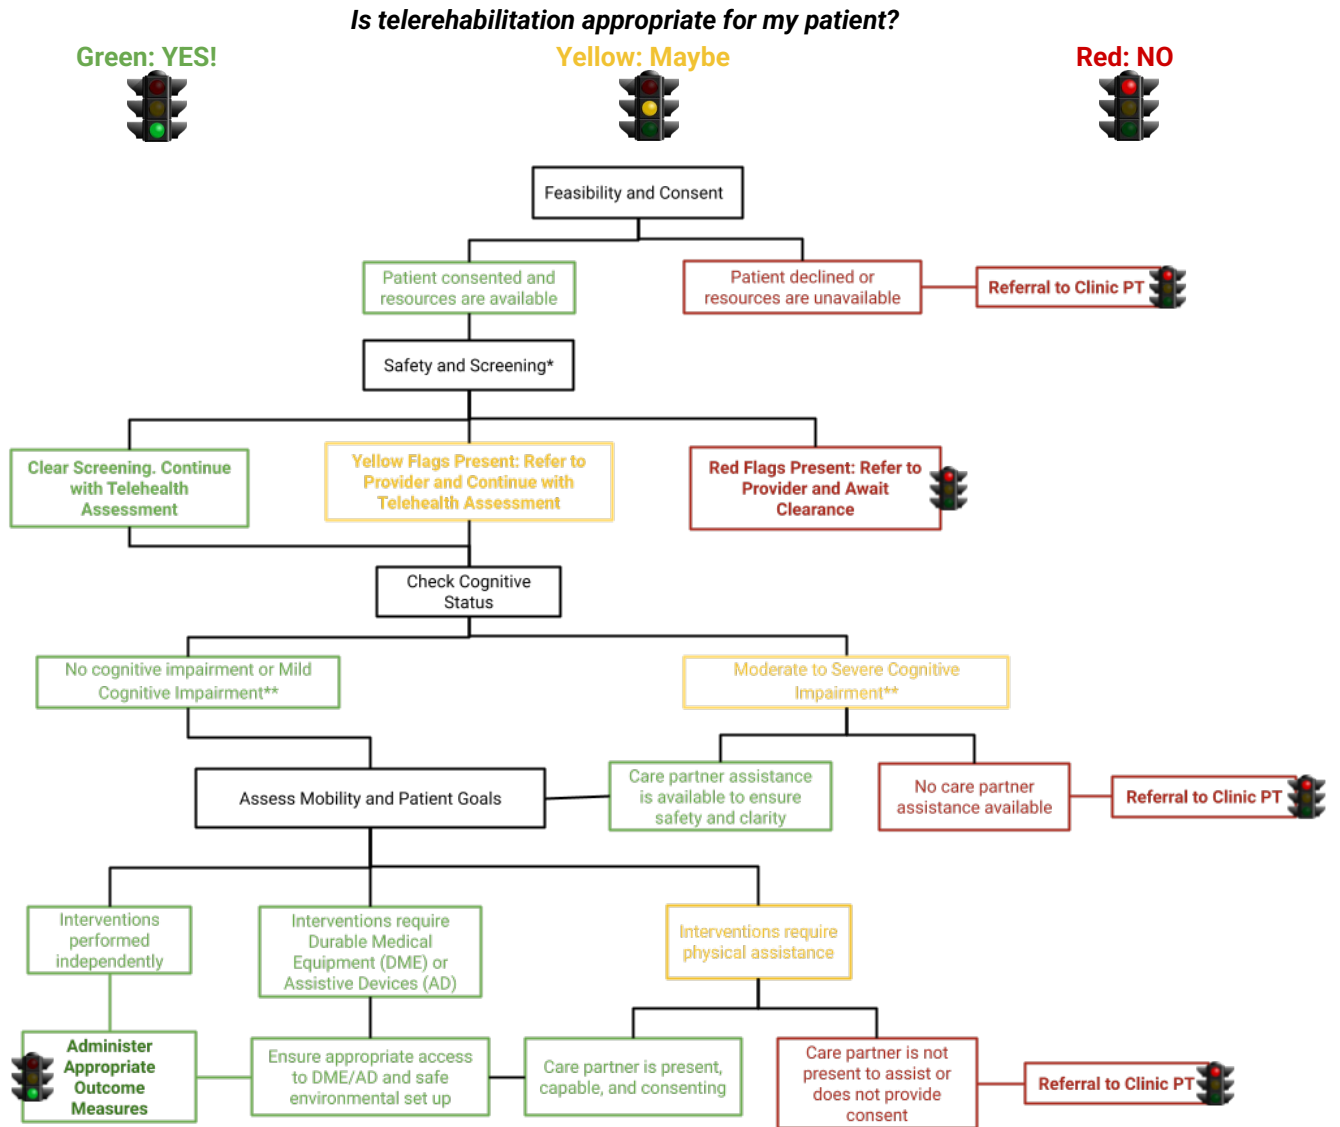 Is telerehabilitation appropriate for my patient?
Green: YES!
Yellow: Maybe
Red: NO
Feasibility and Consent
Patient consented and
resources are available
Patient declined or
resources are unavailable
Referral to Clinic PT
Safety and Screening*
Clear Screening. Continue
with Telehealth
Assessment
Yellow Flags Present: Refer to
Provider and Continue with
Telehealth Assessment
Red Flags Present: Refer to
Provider and Await
Clearance
Check Cognitive
Status
No cognitive impairment or Mild
Cognitive Impairment**
Moderate to Severe Cognitive
Impairment**
Assess Mobility and Patient Goals
Care partner assistance
is available to ensure
safety and clarity
No care partner
assistance available
Referral to Clinic PT
Interventions
performed
independently
Interventions require
Durable Medical
Equipment (DME) or
Assistive Devices (AD)
Interventions require
physical assistance
Administer
Appropriate
Outcome
Measures
Ensure appropriate access
to DME/AD and safe
environmental set up
Care partner is present,
capable, and consenting
Care partner is not
present to assist or
does not provide
consent
Referral to Clinic PT